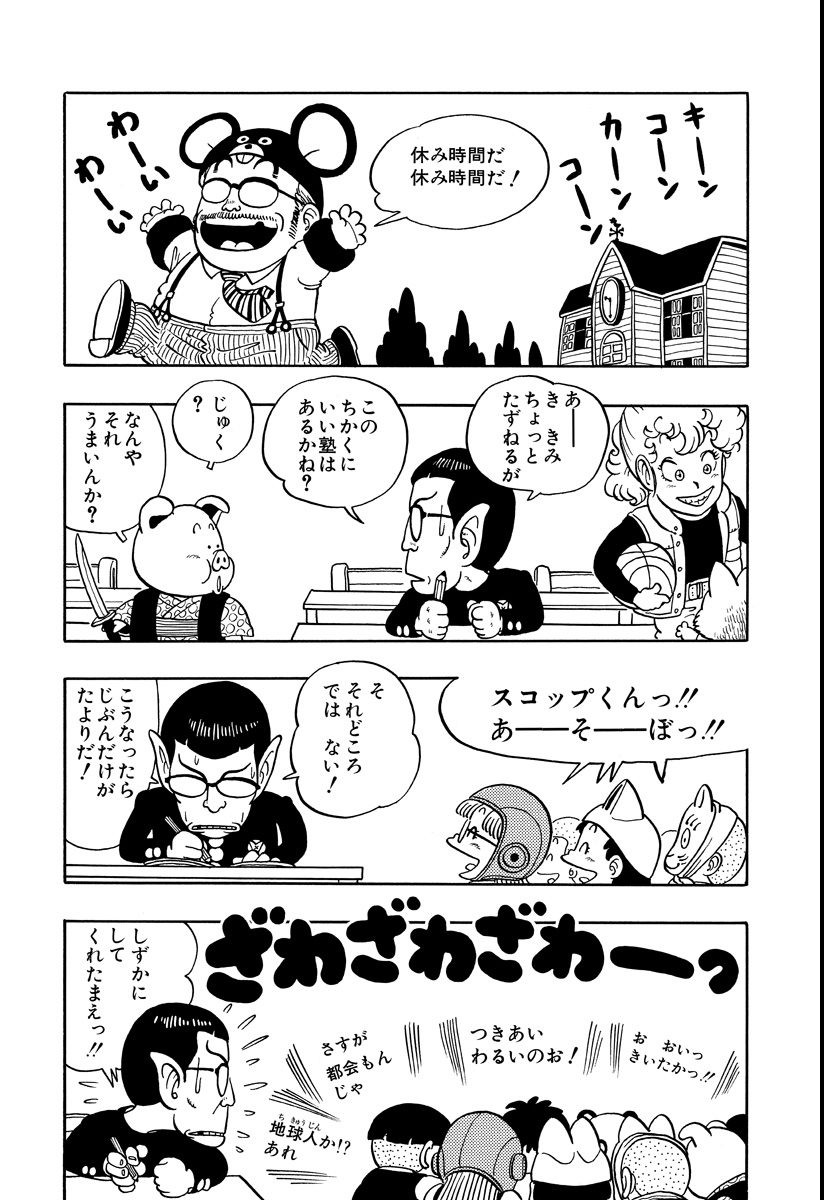 キーン
コーン
カーン
コーン
休み時間だ
休み時間だ!
わーい
わーい
あ――
き きみ
ちょっと
たずねるが
この
ちかくに
いい塾は
あるかね?
じゅく
?
なんや
それ
うまいんか?
スコップくんっ!!
あ――そ――ぼっ!!
そ
それどころ
では ない!
こうなったら
じぶんだけが
たよりだ!
ざわざわざわーっ
お おいっ
きいたかっ!!
つきあい
わるいのお!
さすが
都会もん
じゃ
ちきゅうじん
地球人か!?
あれ
しずかに
して
くれたまえっ!!